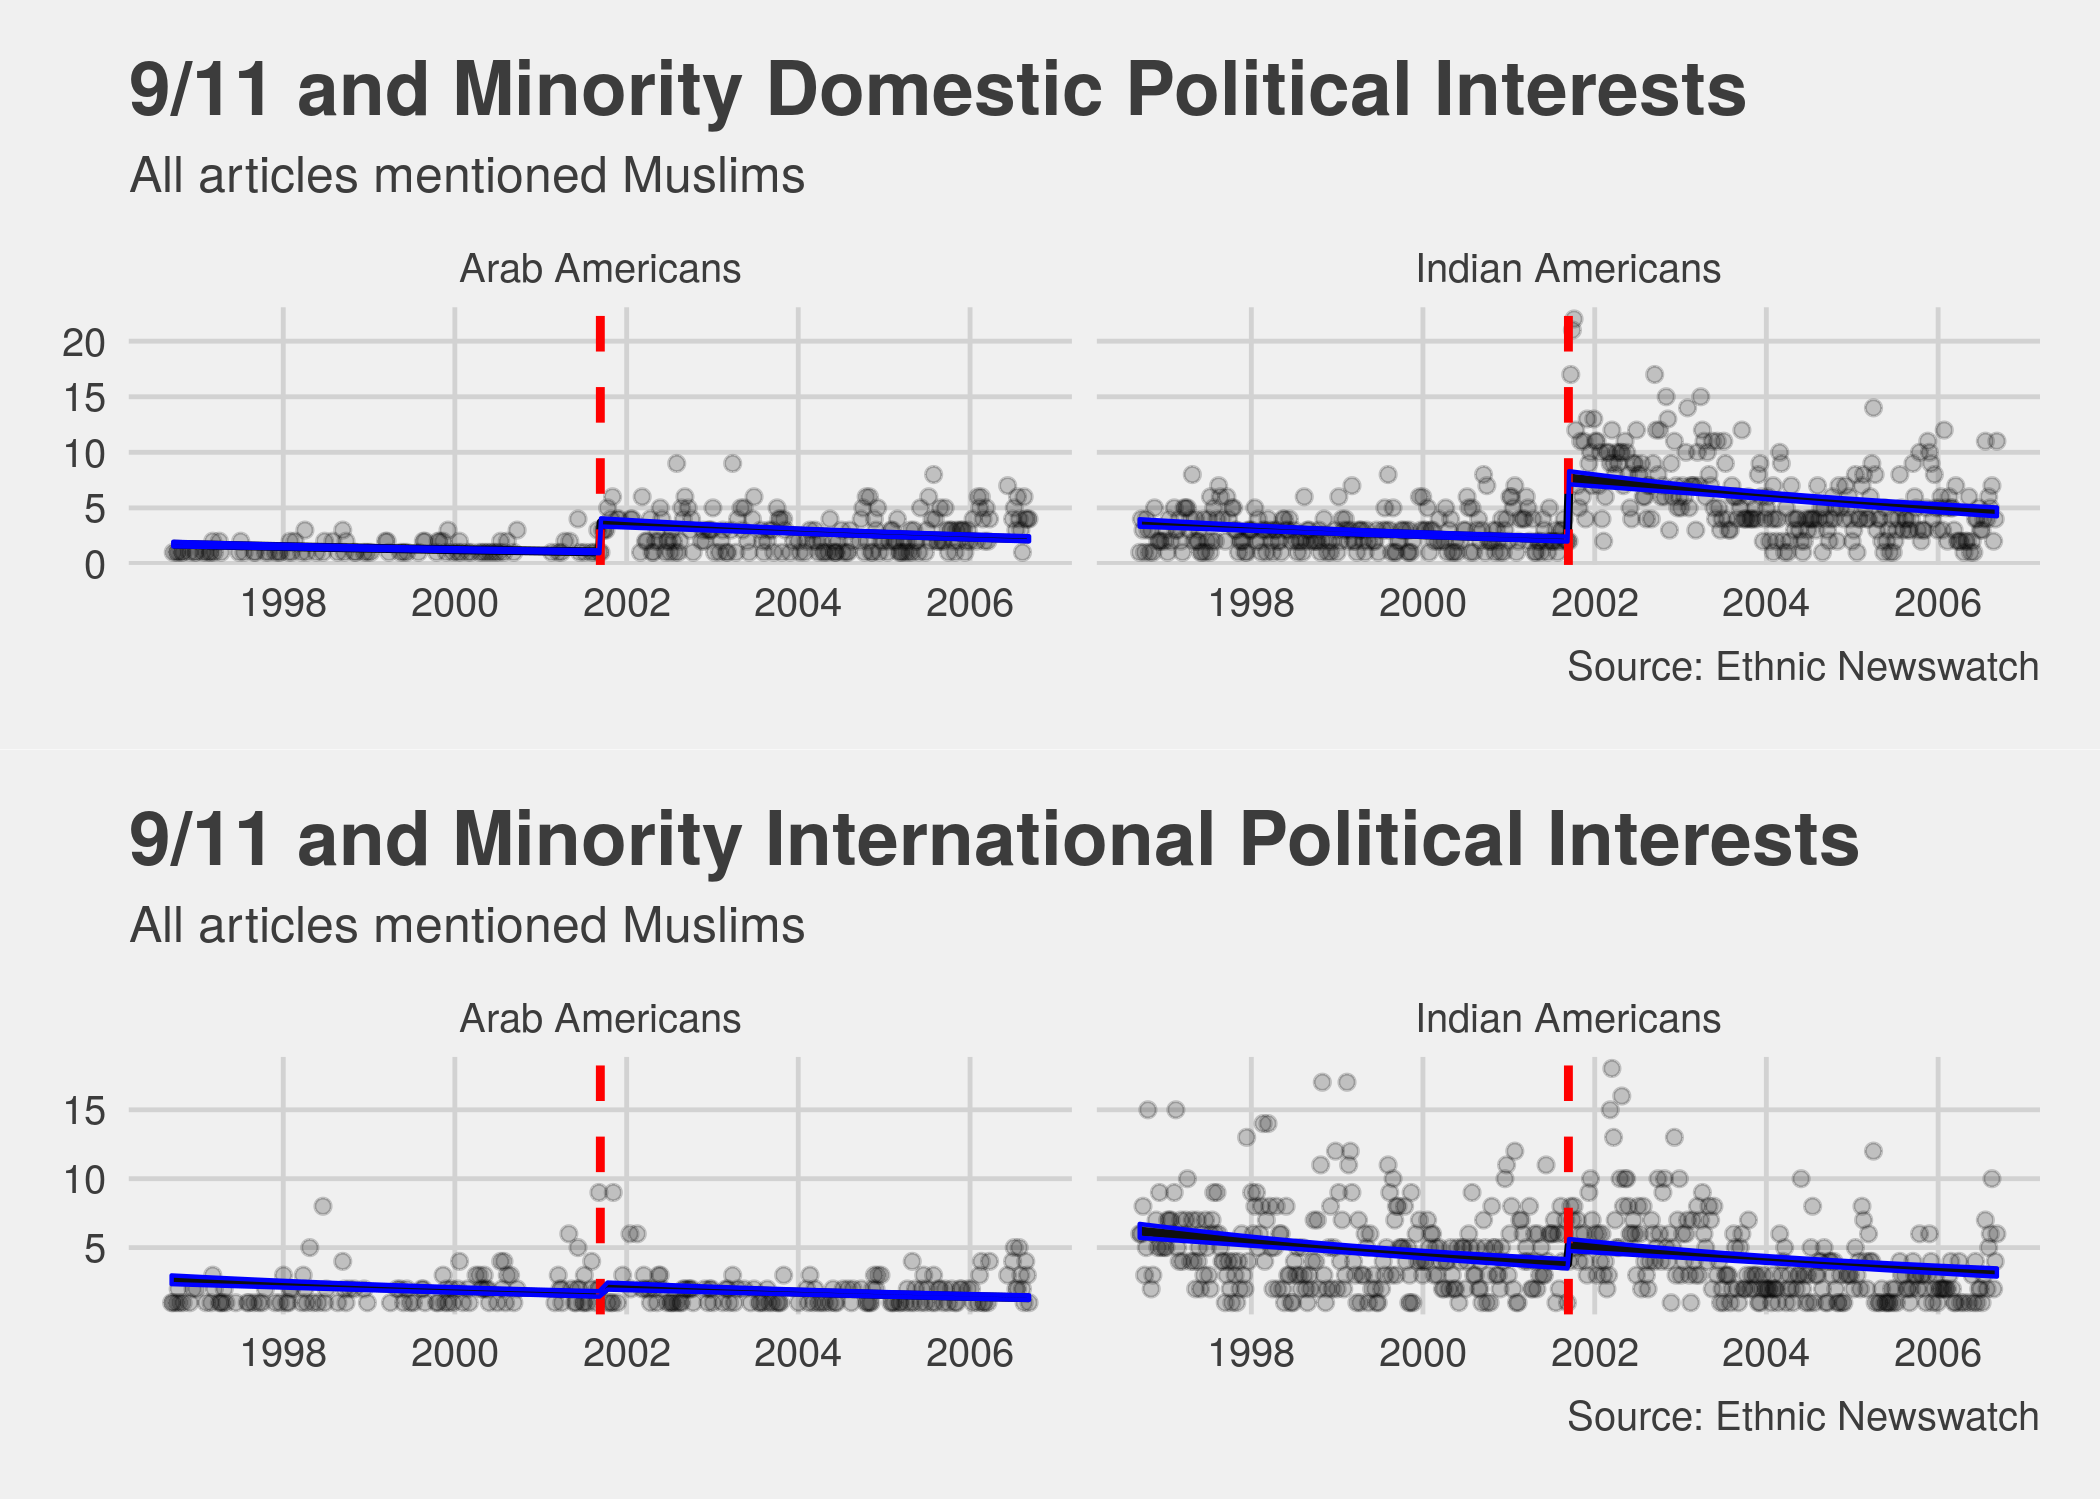 9/11 and Minority Domestic Political Interests
All articles mentioned Muslims
Arab Americans
Indian Americans
20
15
10
5
0
1998 2000 2002 2004 2006
1998 2000 2002 2004 2006
Source: Ethnic Newswatch
9/11 and Minority International Political Interests
All articles mentioned Muslims
Arab Americans
Indian Americans
15
10
5
1998 2000 2002 2004 2006
1998 2000 2002 2004 2006
Source: Ethnic Newswatch